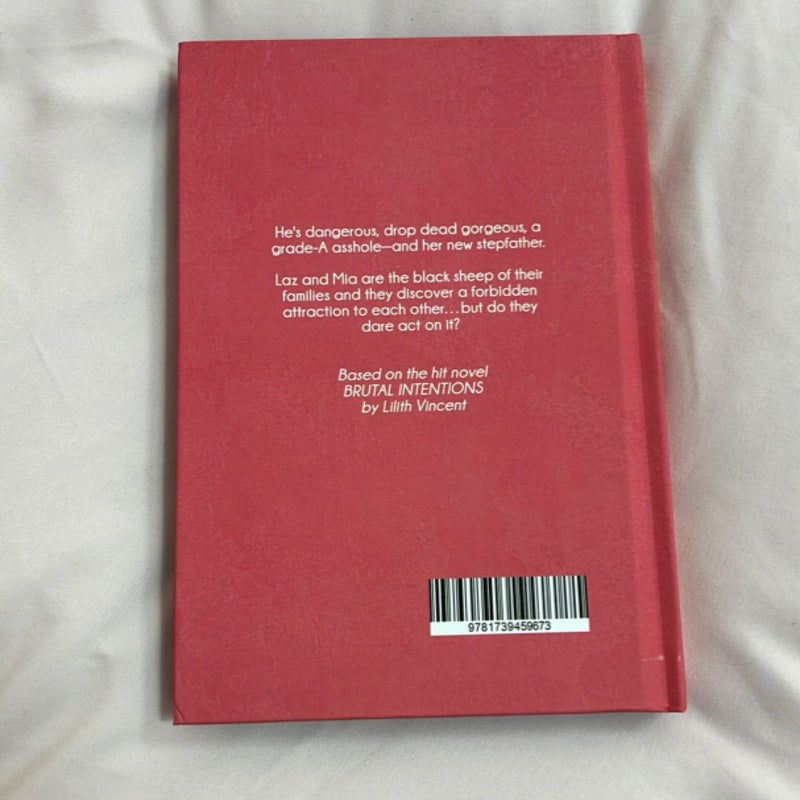 He's dangerous, drop dead gorgeous, a
grade-A asshole—and her new stepfather.
Laz and Mia are the black sheep of their
families and they discover a forbidden
attraction to each other...but do they
dare act on it?
Based on the hit novel
BRUTAL INTENTIONS
by Lilith Vincent
9781739459673